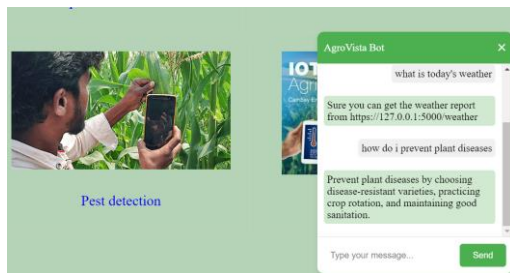 AgroVista Bot
×
what is today's weather
Sure you can get the weather report
from https://127.0.0.1:5000/weather
how do i prevent plant diseases
Prevent plant diseases by choosing
disease-resistant varieties, practicing
crop rotation, and maintaining good
sanitation.
Type your message...
Send
Pest detection
IOT
Agri